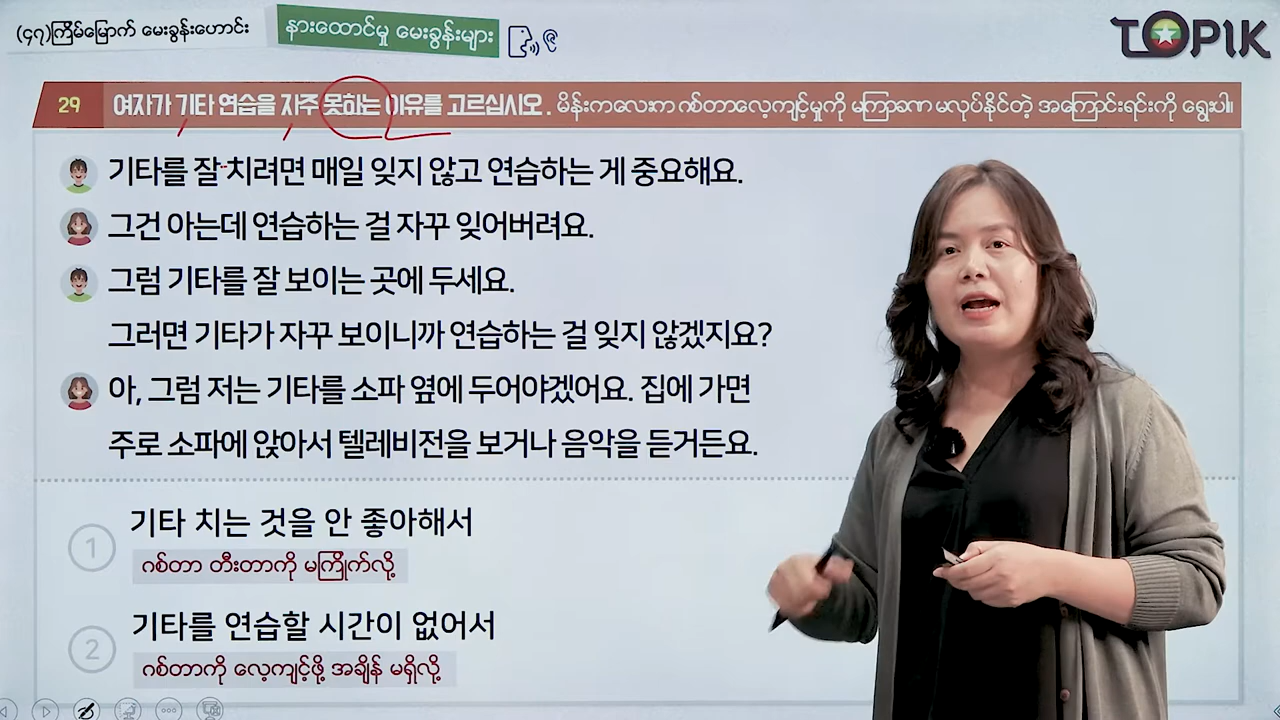 (၄၇)ကြိမ်မြောက် မေးခွန်းဟောင်း
နားထောင်မှု မေးခွန်းများ
TOPIK
29 여자가 기타 연습을 자주 못하는 이유를 고르십시오. မိန်းကလေးက ဂစ်တာလေ့ကျင့်မှုကို မကြာခဏ မလုပ်နိုင်တဲ့ အကြောင်းရင်းကို ရွေးပါ။
기타를 잘 치려면 매일 잊지 않고 연습하는 게 중요해요.
그건 아는데 연습하는 걸 자꾸 잊어버려요.
그럼 기타를 잘 보이는 곳에 두세요.
그러면 기타가 자꾸 보이니까 연습하는 걸 잊지 않겠지요?
아, 그럼 저는 기타를 소파 옆에 두어야겠어요. 집에 가면
주로 소파에 앉아서 텔레비전을 보거나 음악을 듣거든요.
1 기타 치는 것을 안 좋아해서
ဂစ်တာ တီးတာကို မကြိုက်လို့
2 기타를 연습할 시간이 없어서
ဂစ်တာကို လေ့ကျင့်ဖို့ အချိန် မရှိလို့